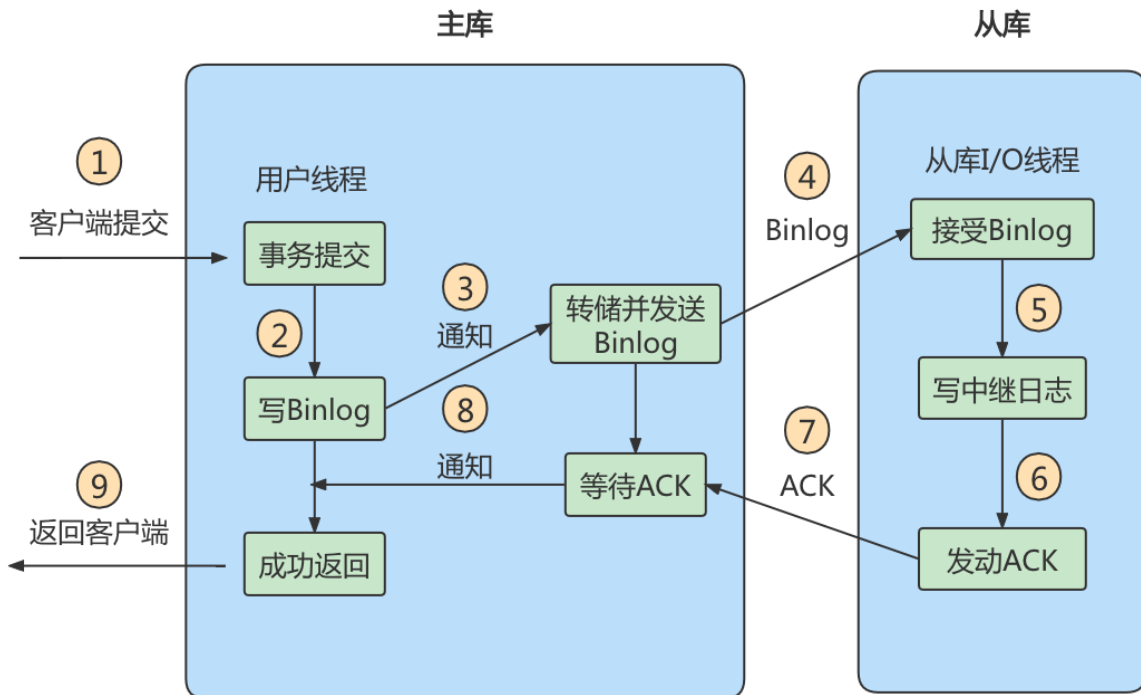 主库
从库
1
客户端提交
用户线程
事务提交
2
写Binlog
3
通知
转储并发送
Binlog
4
Binlog
从库I/O线程
接受Binlog
5
写中继日志
6
发动ACK
7
ACK
等待ACK
8
通知
成功返回
9
返回客户端